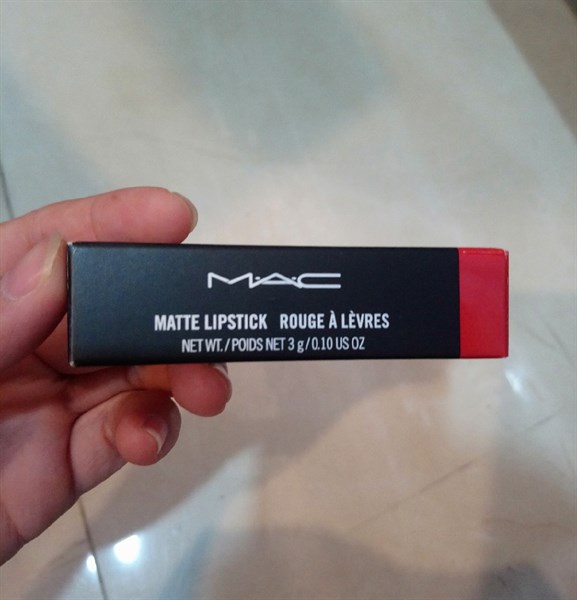 M·A·C
MATTE LIPSTICK ROUGE À LÈVRES
NET WT./POIDS NET 3 g/0.10 US OZ